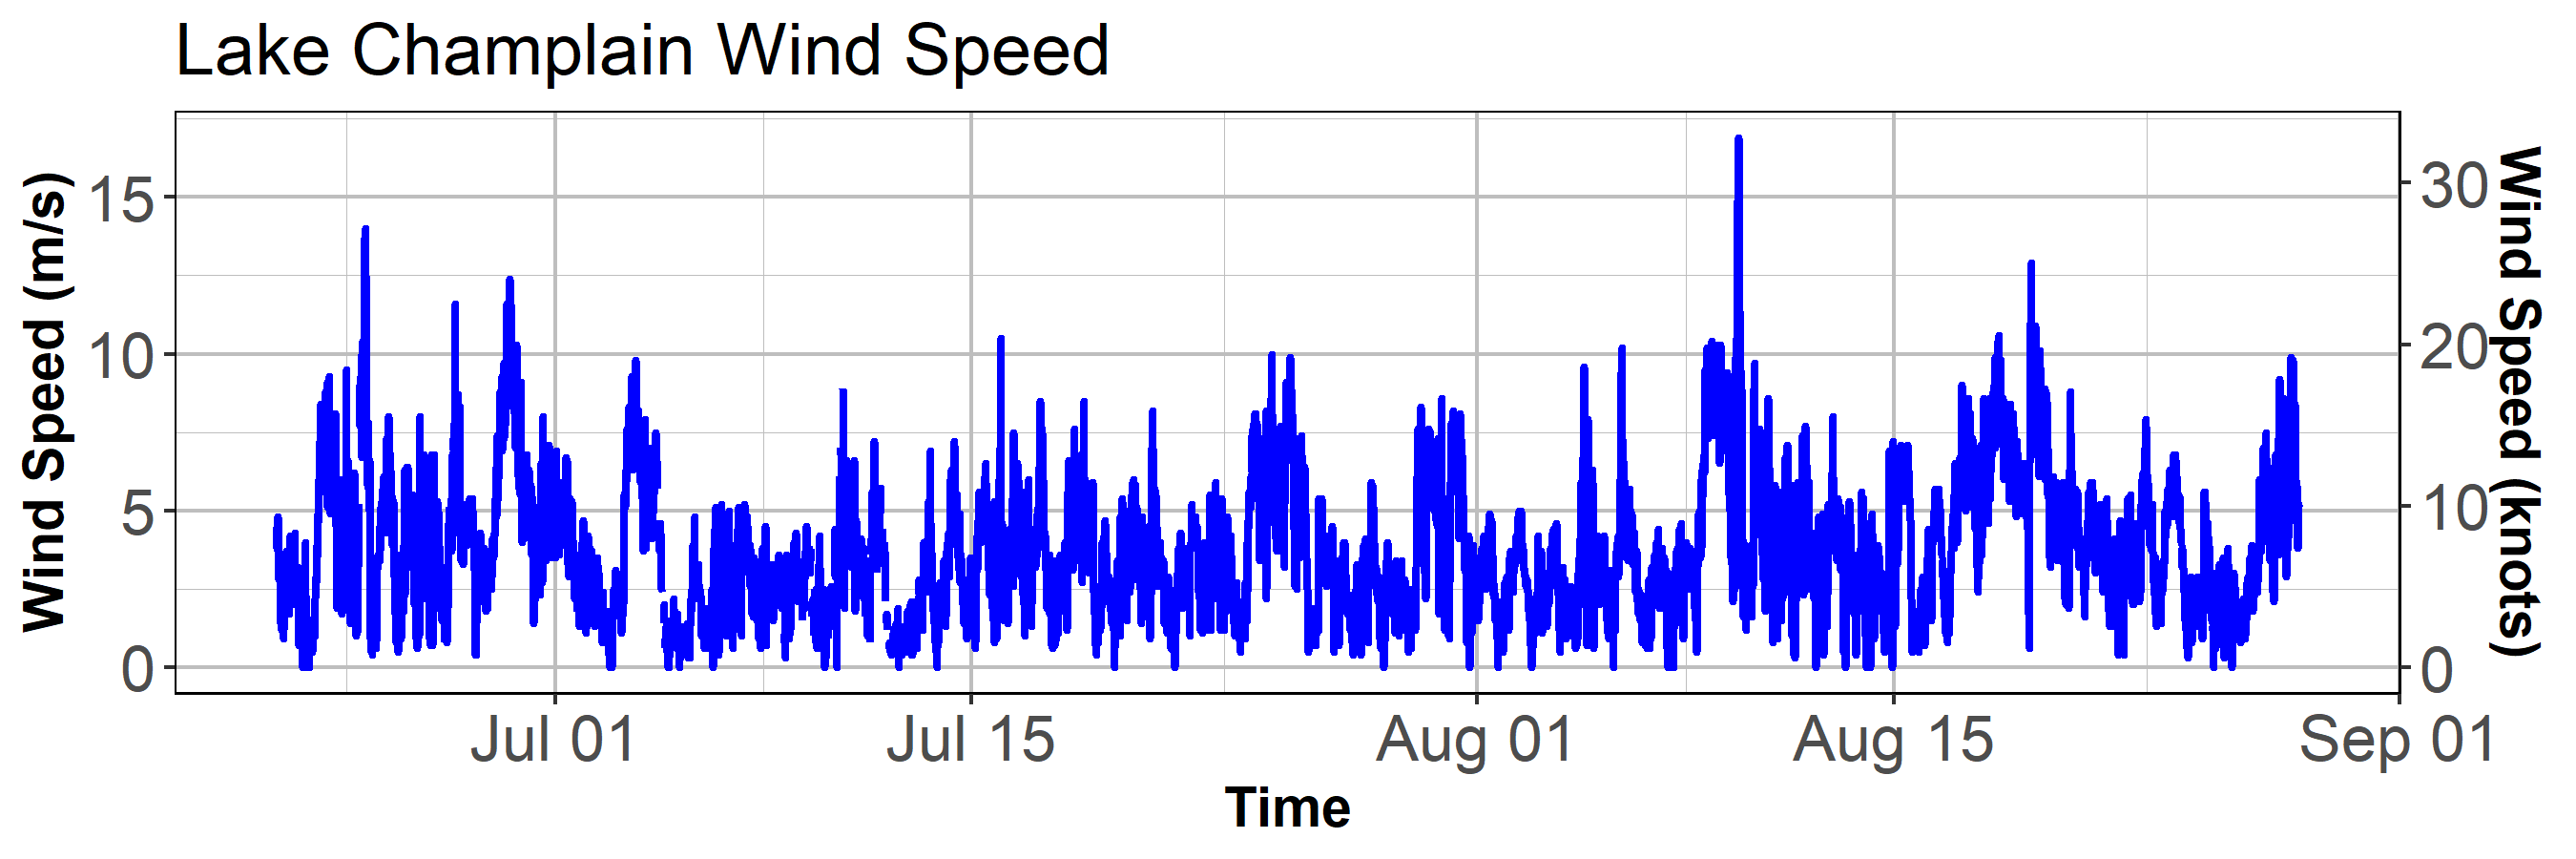 Lake Champlain Wind Speed
Wind Speed (m/s)
15
10
5
0
30
20
10
0
Wind Speed (knots)
Jul 01
Jul 15
Aug 01
Aug 15
Sep 01
Time